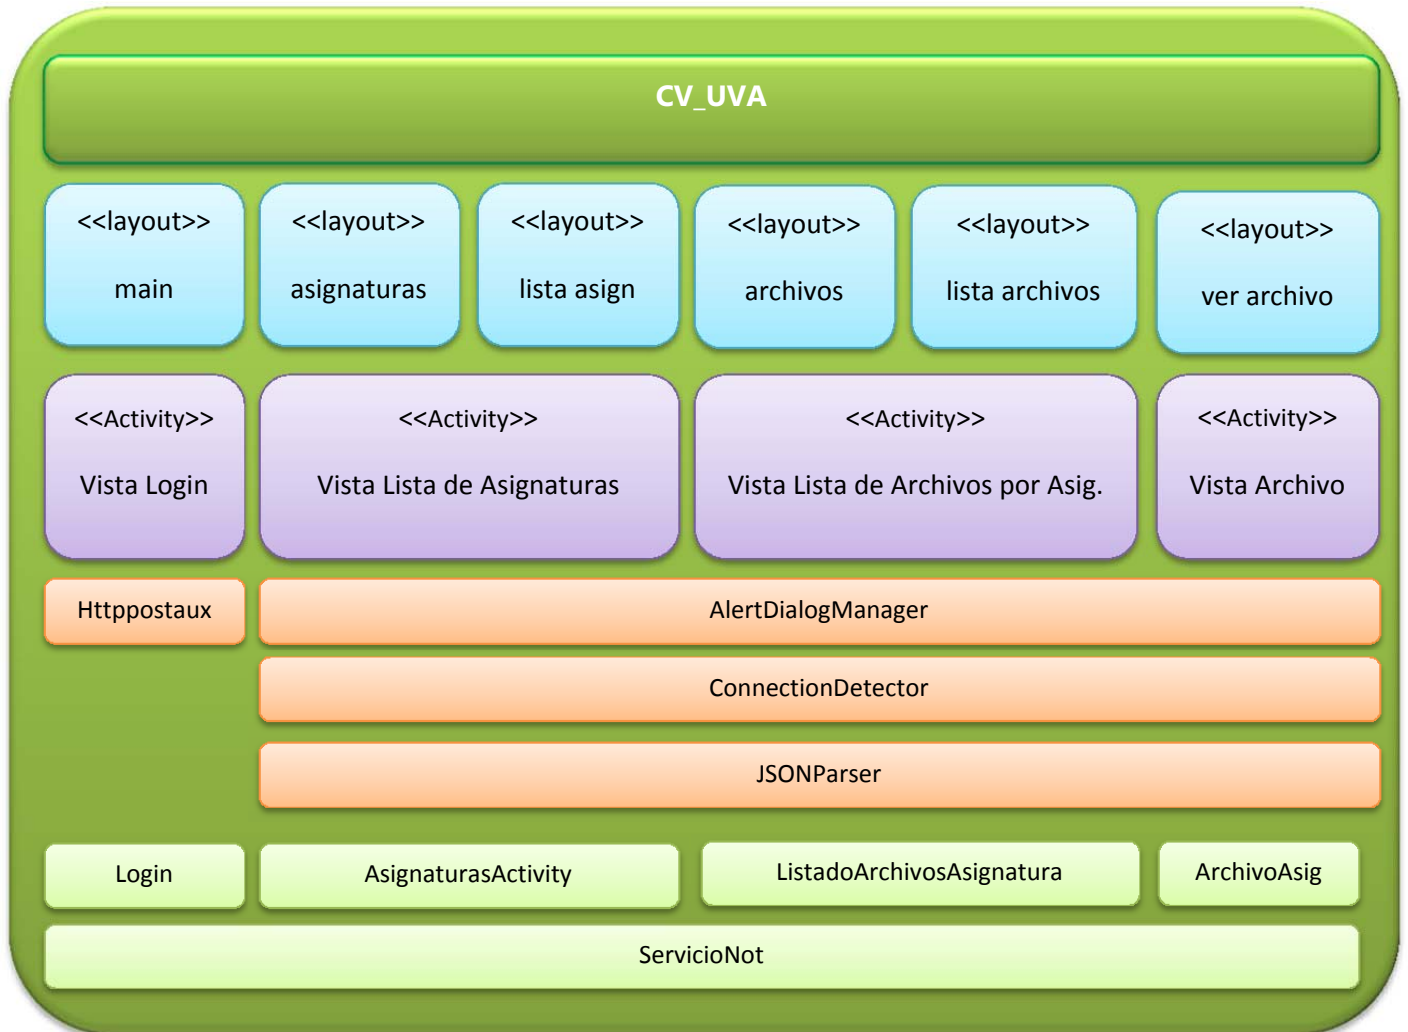 CV_UVA
<<layout>>
main
<<layout>>
asignaturas
<<layout>>
lista asign
<<layout>>
archivos
<<layout>>
lista archivos
<<layout>>
ver archivo
<<Activity>>
Vista Login
<<Activity>>
Vista Lista de Asignaturas
<<Activity>>
Vista Lista de Archivos por Asig.
<<Activity>>
Vista Archivo
Httppostaux
AlertDialogManager
ConnectionDetector
JSONParser
Login
AsignaturasActivity
ListadoArchivosAsignatura
ArchivoAsig
ServicioNot